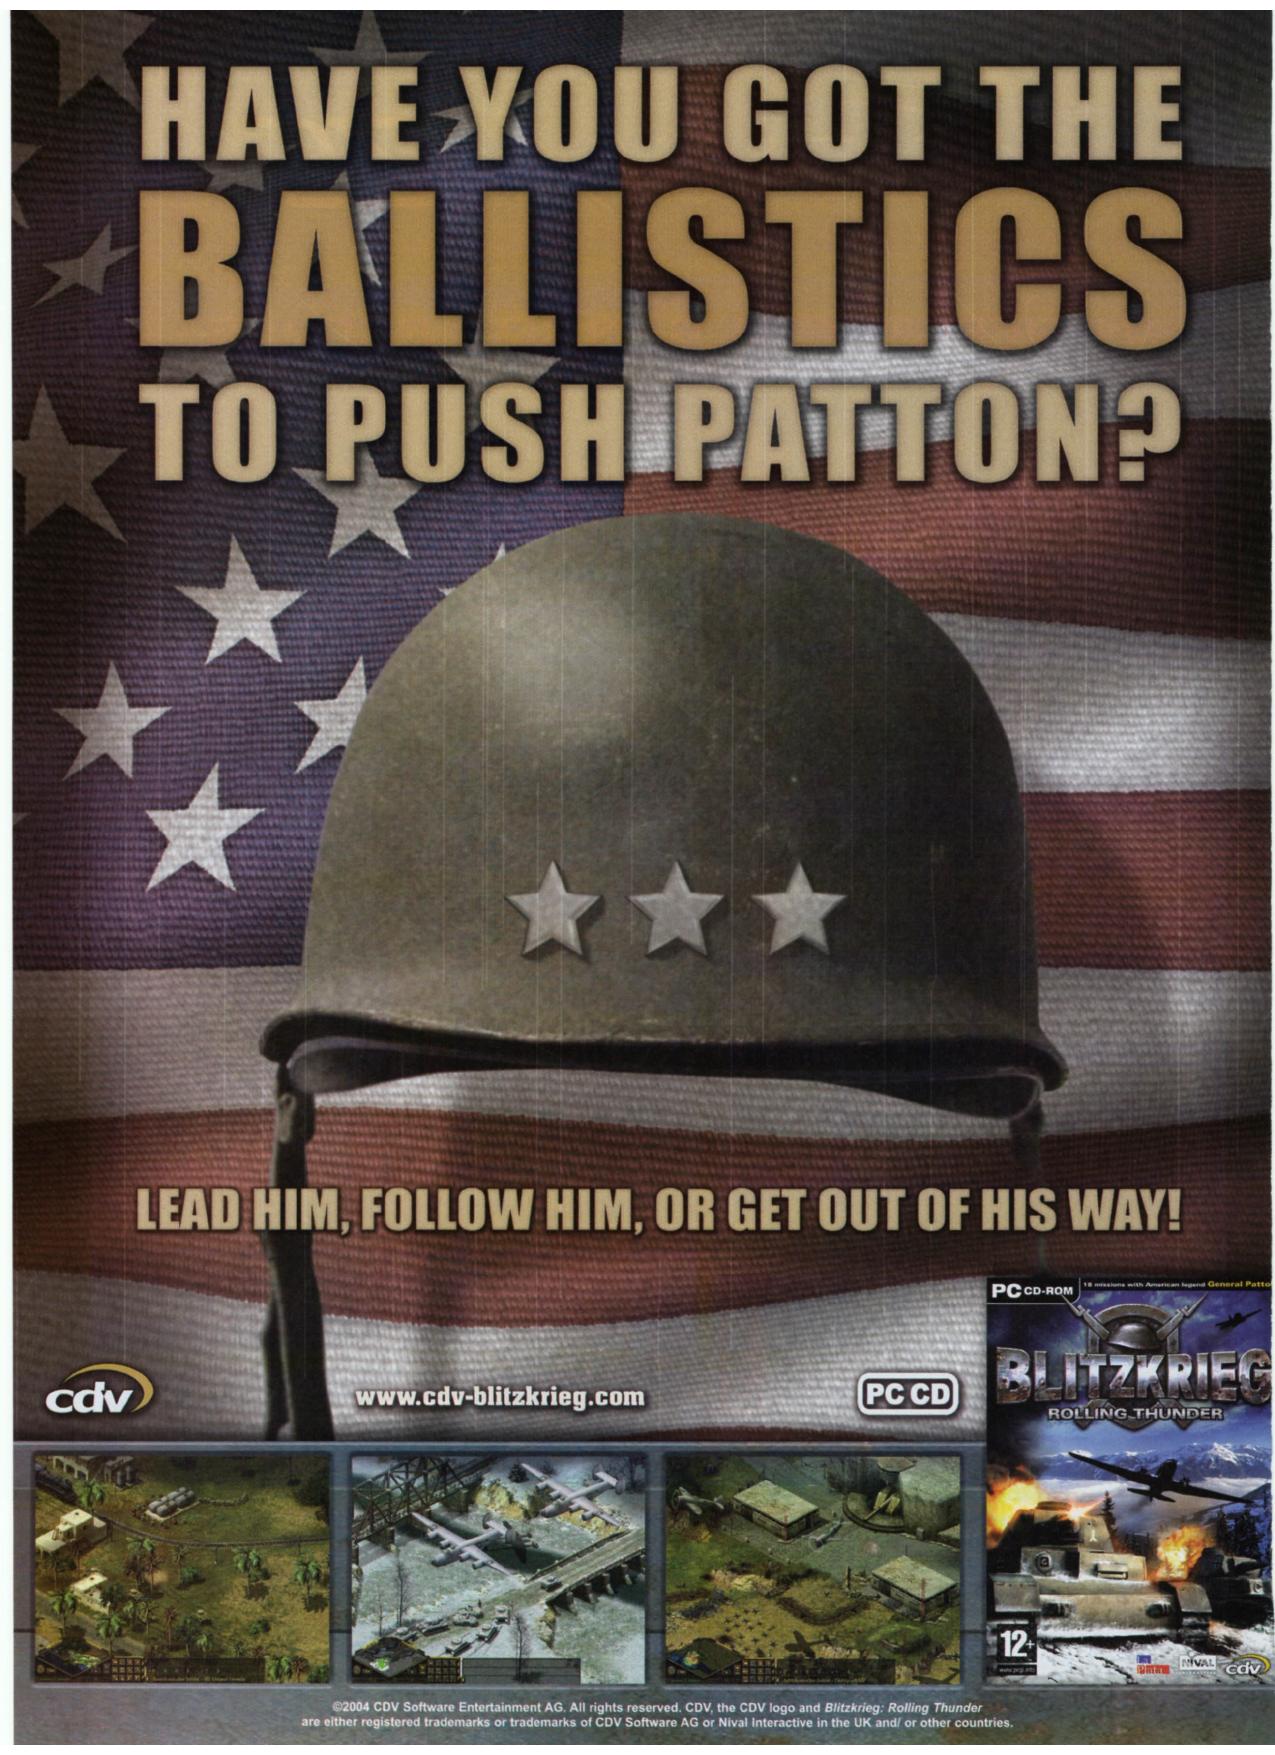 HAVE YOU GOT THE
BALLISTICS
TO PUSH PATTON?
LEAD HIM, FOLLOW HIM, OR GET OUT OF HIS WAY!
cdv
www.cdv-blitzkrieg.com
PC CD
PC CD-ROM
18 missions with American legend General Patto
BLITZKRIEG
ROLLING THUNDER
12+
www.pegi.info
NIVAL
cdv
©2004 CDV Software Entertainment AG. All rights reserved. CDV, the CDV logo and Blitzkrieg: Rolling Thunder
are either registered trademarks or trademarks of CDV Software AG or Nival Interactive in the UK and/ or other countries.